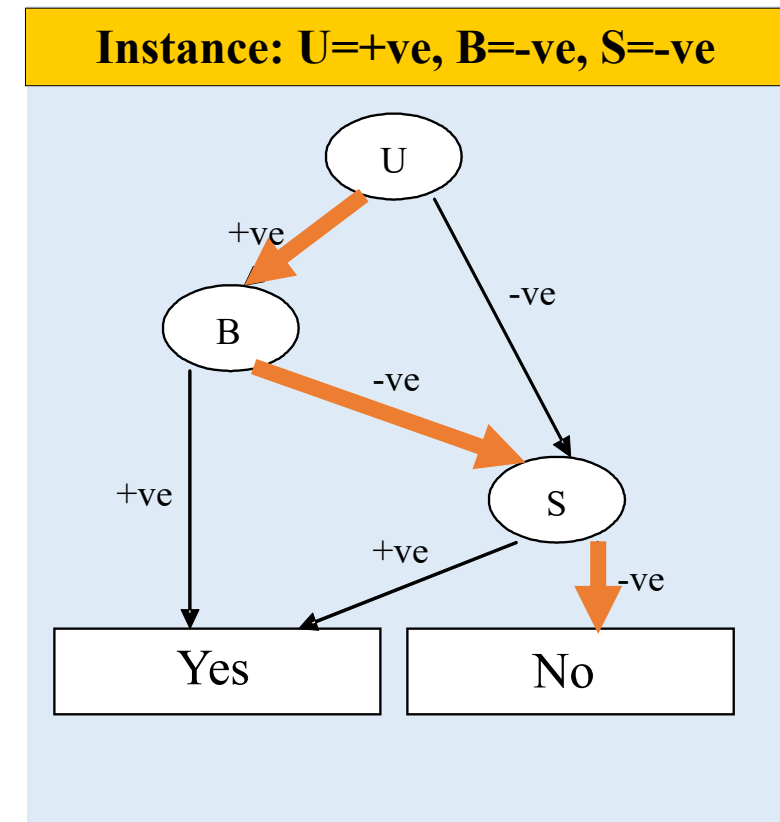 Instance: U=+ve, B=-ve, S=-ve
U
+ve
-ve
B
-ve
+ve
S
+ve
-ve
Yes
No